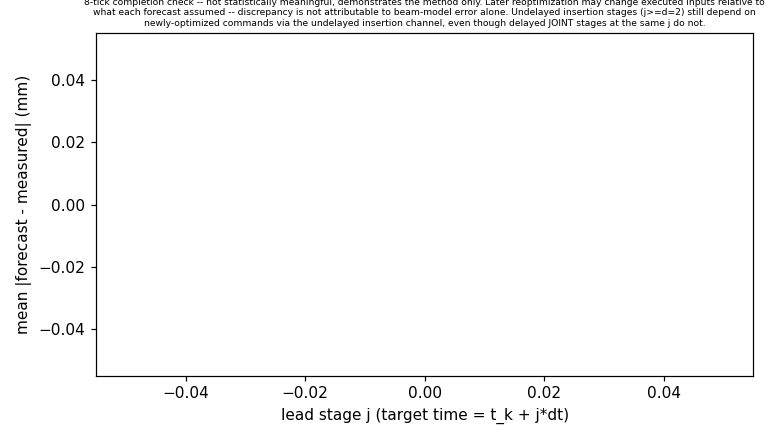 8-tick completion check -- not statistically meaningful, demonstrates the method only. Later reoptimization may change executed inputs relative to
what each forecast assumed -- discrepancy is not attributable to beam-model error alone. Undelayed insertion stages (j>=d=2) still depend on
newly-optimized commands via the undelayed insertion channel, even though delayed JOINT stages at the same j do not.
mean |forecast - measured| (mm)
0.04
0.02
0.00
−0.02
−0.04
−0.04 −0.02 0.00 0.02 0.04
lead stage j (target time = t_k + j*dt)